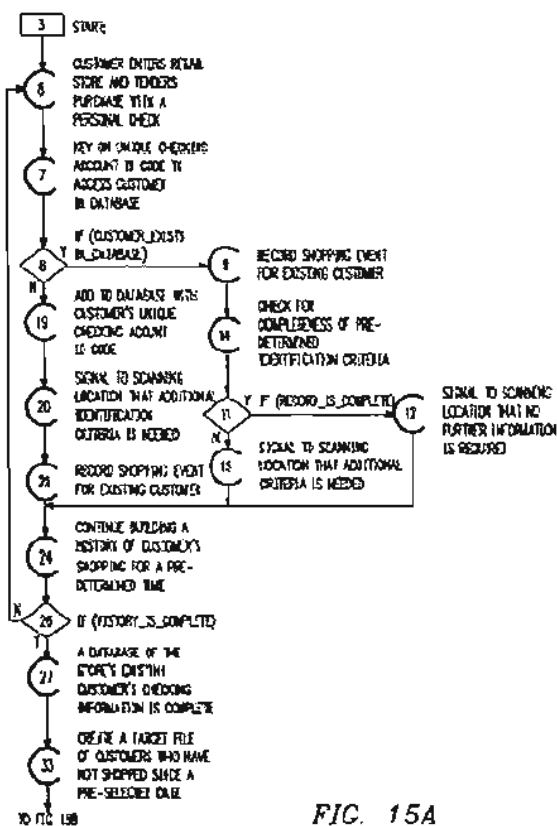 3 START
6 CUSTOMER ENTERS RETAIL
STORE AND TENDERS
PURCHASE WITH A
PERSONAL CHECK
7 KEY ON UNIQUE CHECKING
ACCOUNT ID CODE TO
ACCESS CUSTOMER
IN DATABASE
8 Y IF (CUSTOMER_EXISTS
IN_DATABASE)
N
9 RECORD SHOPPING EVENT
FOR EXISTING CUSTOMER
19 ADD TO DATABASE WITH
CUSTOMER'S UNIQUE
CHECKING ACCOUNT
ID CODE
CHECK FOR
COMPLETENESS OF PRE-
DETERMINED
IDENTIFICATION CRITERIA
20 SIGNAL TO SCANNING
LOCATION THAT ADDITIONAL
IDENTIFICATION
CRITERIA IS NEEDED
11 Y IF (RECORD_IS_COMPLETE)
N
12 SIGNAL TO SCANNING
LOCATION THAT NO
FURTHER INFORMATION
IS REQUIRED
SIGNAL TO SCANNING
LOCATION THAT ADDITIONAL
CRITERIA IS NEEDED
RECORD SHOPPING EVENT
FOR EXISTING CUSTOMER
24 CONTINUE BUILDING A
HISTORY OF CUSTOMER'S
SHOPPING FOR A PRE-
DETERMINED TIME
N 26 IF (HISTORY_IS_COMPLETE)
Y
27 A DATABASE OF THE
STORE'S EXISTING
CUSTOMER'S CHECKING
INFORMATION IS COMPLETE
33 CREATE A TARGET FILE
OF CUSTOMERS WHO HAVE
NOT SHOPPED SINCE A
PRE-SELECTED DATE
TO FIG 15B
FIG. 15A